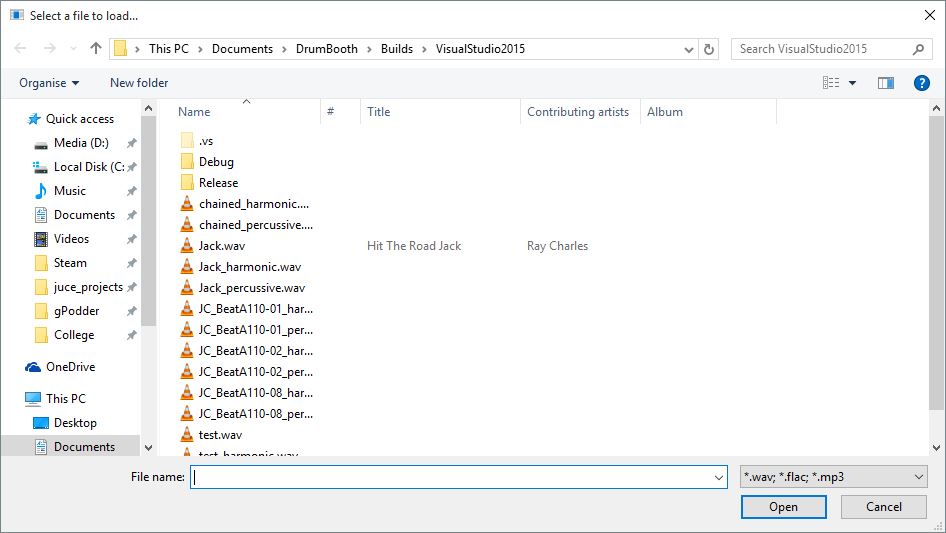 Select a file to load...
This PC > Documents > DrumBooth > Builds > VisualStudio2015
Search VisualStudio2015
Organise
New folder
?
Name # Title Contributing artists Album
Quick access
Media (D:)
Local Disk (C:
Music
Documents
Videos
Steam
juce_projects
gPodder
College
OneDrive
This PC
Desktop
Documents
.vs
Debug
Release
chained_harmonic....
chained_percussive....
Jack.wav Hit The Road Jack Ray Charles
Jack_harmonic.wav
Jack_percussive.wav
JC_BeatA110-01_har...
JC_BeatA110-01_per...
JC_BeatA110-02_har...
JC_BeatA110-02_per...
JC_BeatA110-08_har...
JC_BeatA110-08_per...
test.wav
test_harmonic.wav
File name:
*.wav; *.flac; *.mp3
Open
Cancel